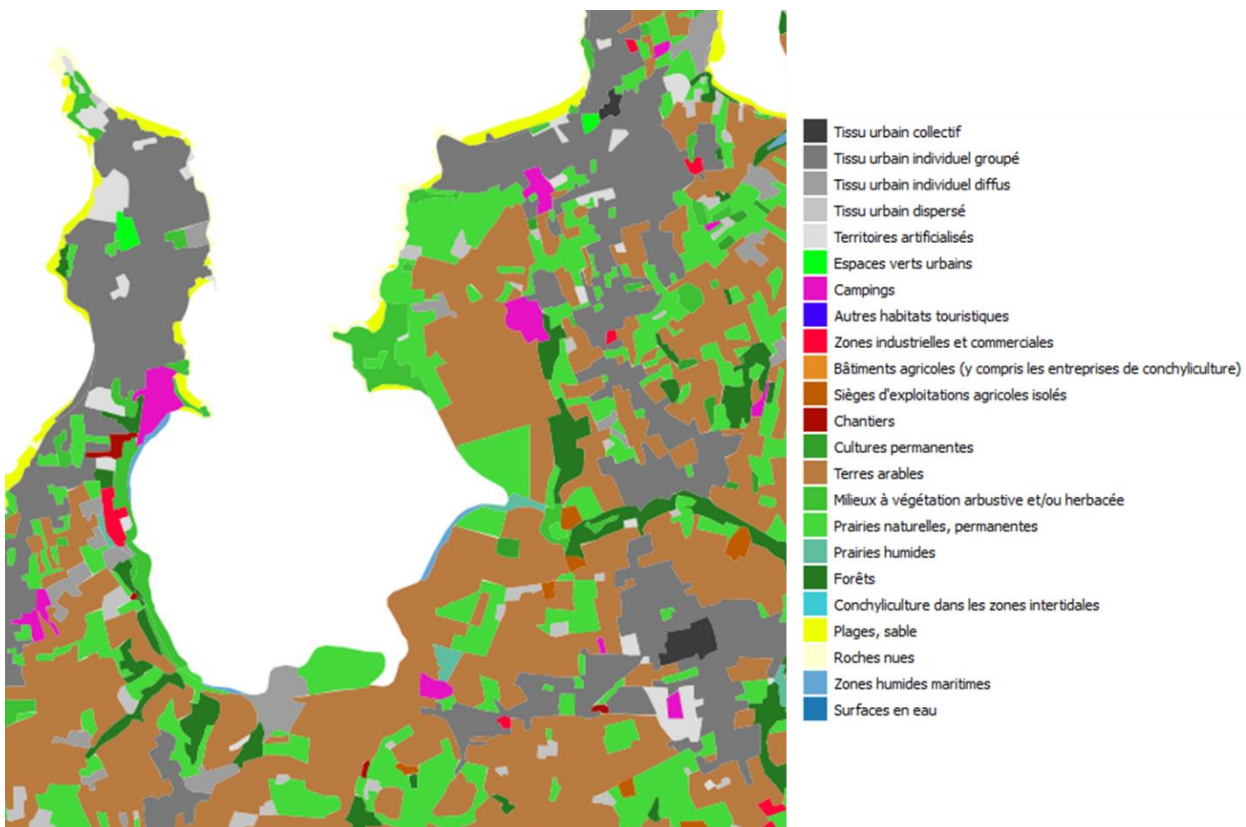 Tissu urbain collectif
Tissu urbain individuel groupé
Tissu urbain individuel diffus
Tissu urbain dispersé
Territoires artificialisés
Espaces verts urbains
Campings
Autres habitats touristiques
Zones industrielles et commerciales
Bâtiments agricoles (y compris les entreprises de conchyliculture)
Sièges d'exploitations agricoles isolés
Chantiers
Cultures permanentes
Terres arables
Milieux à végétation arbustive et/ou herbacée
Prairies naturelles, permanentes
Prairies humides
Forêts
Conchyliculture dans les zones intertidales
Plages, sable
Roches nues
Zones humides maritimes
Surfaces en eau